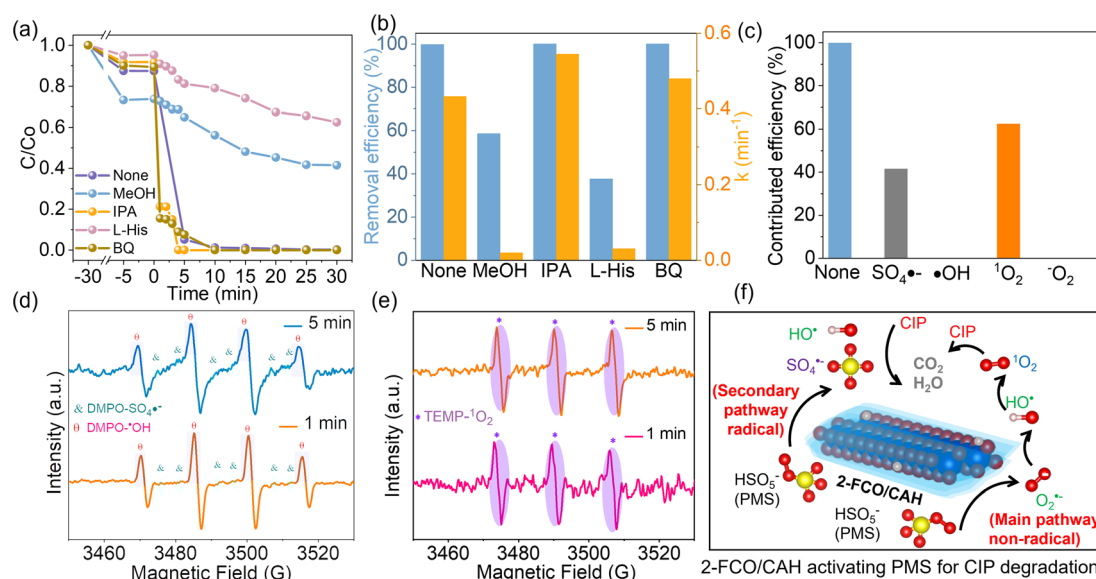 (a)
1.0
0.8
0.6
0.4
0.2
0.0
C/Co
None
MeOH
IPA
L-His
BQ
-30 -5 0 5 10 15 20 25 30
Time (min)
(b)
Removal efficiency (%)
100
80
60
40
20
0
0.6
0.4
0.2
0.0
k (min⁻¹)
None MeOH IPA L-His BQ
(c)
Contributed efficiency (%)
100
80
60
40
20
0
None SO₄●- ●OH ¹O₂ ⁻O₂
(d)
θ θ θ θ
5 min
& & & & & &
& DMPO-SO₄●⁻
θ DMPO-•OH
θ θ θ θ
1 min
& & & & & &
Intensity (a.u.)
3450 3480 3500 3530
Magnetic Field (G)
(e)
* * *
5 min
* TEMP-¹O₂
* * *
1 min
Intensity (a.u.)
3450 3480 3500 3530
Magnetic Field (G)
(f)
HO•
CIP
CIP
SO₄•-
CO₂
H₂O
¹O₂
(Secondary
pathway
radical)
HO•
HSO₅⁻
(PMS)
2-FCO/CAH
O₂•-
HSO₅⁻
(PMS)
(Main pathway
non-radical)
2-FCO/CAH activating PMS for CIP degradation